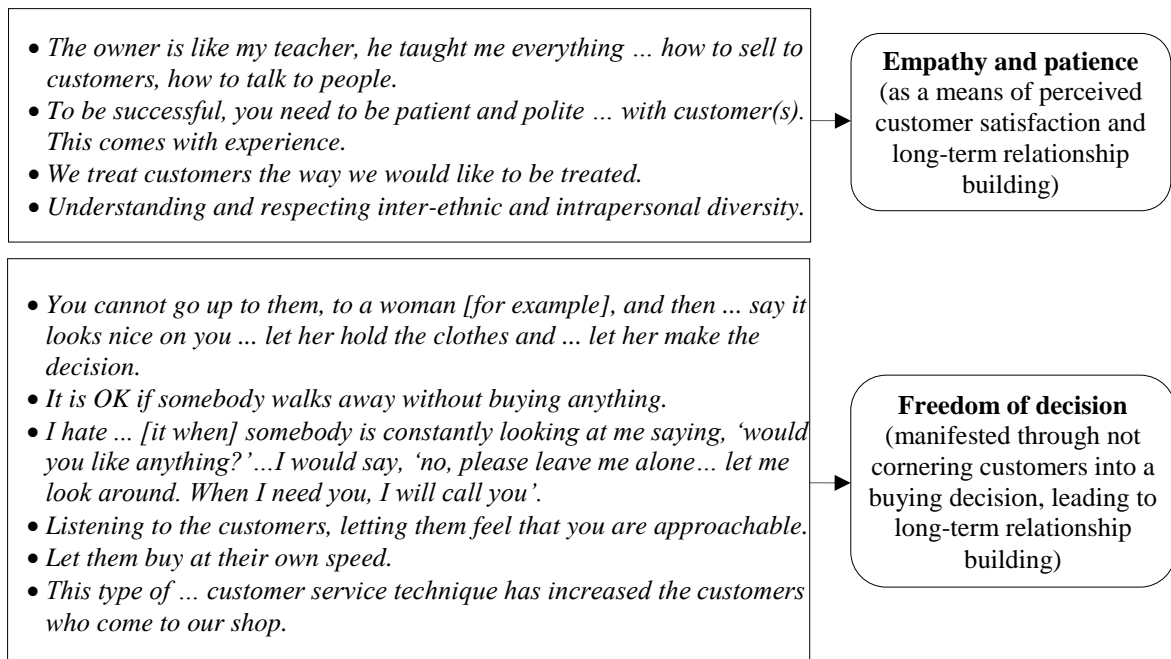 • The owner is like my teacher, he taught me everything … how to sell to
customers, how to talk to people.
• To be successful, you need to be patient and polite … with customer(s).
This comes with experience.
• We treat customers the way we would like to be treated.
• Understanding and respecting inter-ethnic and intrapersonal diversity.
Empathy and patience
(as a means of perceived
customer satisfaction and
long-term relationship
building)
• You cannot go up to them, to a woman [for example], and then ... say it
looks nice on you ... let her hold the clothes and ... let her make the
decision.
• It is OK if somebody walks away without buying anything.
• I hate ... [it when] somebody is constantly looking at me saying, ‘would
you like anything?’…I would say, ‘no, please leave me alone… let me
look around. When I need you, I will call you’.
• Listening to the customers, letting them feel that you are approachable.
• Let them buy at their own speed.
• This type of … customer service technique has increased the customers
who come to our shop.
Freedom of decision
(manifested through not
cornering customers into a
buying decision, leading to
long-term relationship
building)